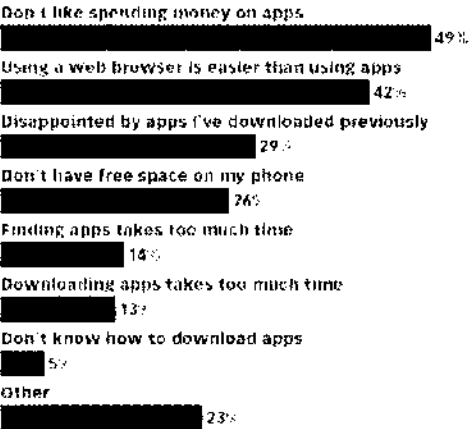 Don't like spending money on apps
49%
Using a web browser is easier than using apps
42%
Disappointed by apps I've downloaded previously
29%
Don't have free space on my phone
26%
Finding apps takes too much time
14%
Downloading apps takes too much time
13%
Don't know how to download apps
5%
Other
23%